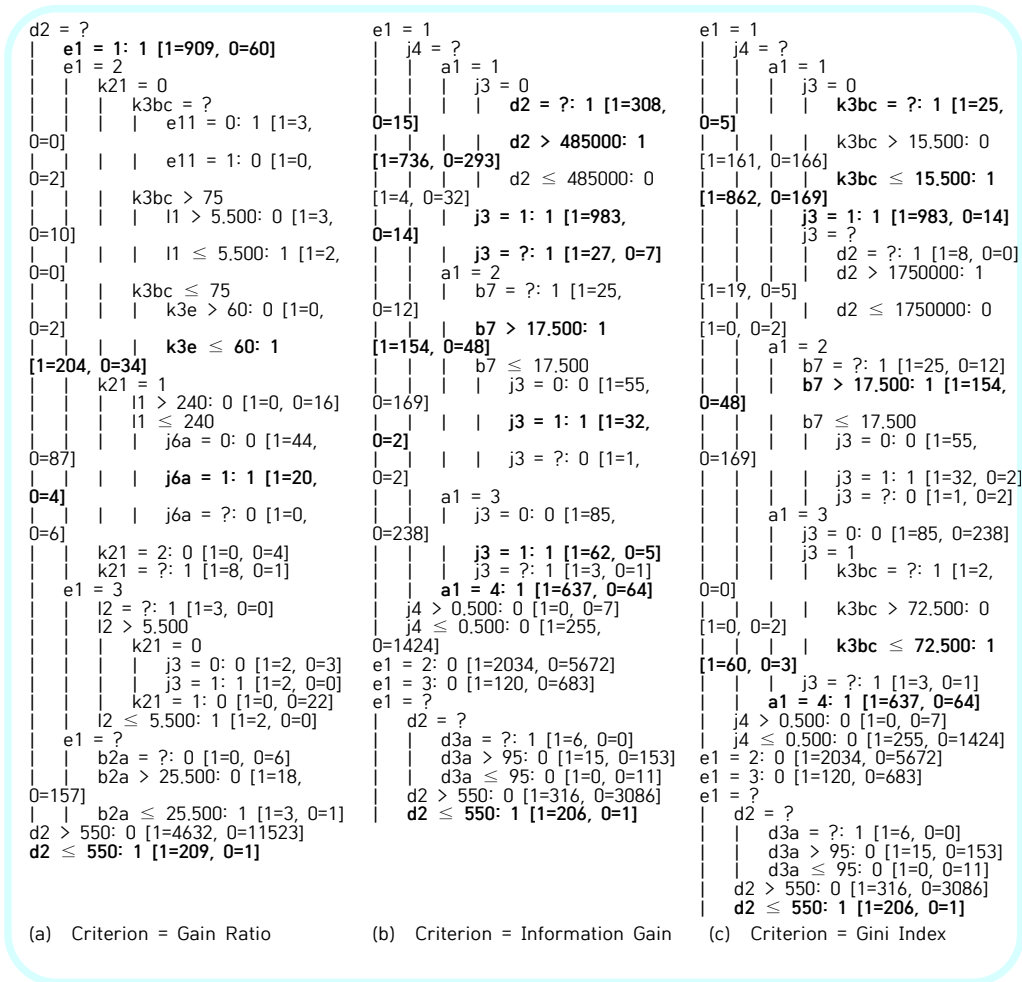 d2 = ?
|   e1 = 1: 1 [1=909, 0=60]
|   e1 = 2
|   |   k21 = 0
|   |   |   k3bc = ?
|   |   |   |   e11 = 0: 1 [1=3,
0=0]
|   |   |   |   e11 = 1: 0 [1=0,
0=2]
|   |   |   k3bc > 75
|   |   |   |   l1 > 5.500: 0 [1=3,
0=10]
|   |   |   |   l1 ≤ 5.500: 1 [1=2,
0=0]
|   |   |   k3bc ≤ 75
|   |   |   |   k3e > 60: 0 [1=0,
0=2]
|   |   |   |   k3e ≤ 60: 1
[1=204, 0=34]
|   |   k21 = 1
|   |   |   l1 > 240: 0 [1=0, 0=16]
|   |   |   l1 ≤ 240
|   |   |   |   j6a = 0: 0 [1=44,
0=87]
|   |   |   |   j6a = 1: 1 [1=20,
0=4]
|   |   |   |   j6a = ?: 0 [1=0,
0=6]
|   |   k21 = 2: 0 [1=0, 0=4]
|   |   k21 = ?: 1 [1=8, 0=1]
|   e1 = 3
|   |   l2 = ?: 1 [1=3, 0=0]
|   |   l2 > 5.500
|   |   |   k21 = 0
|   |   |   |   j3 = 0: 0 [1=2, 0=3]
|   |   |   |   j3 = 1: 1 [1=2, 0=0]
|   |   |   k21 = 1: 0 [1=0, 0=22]
|   |   l2 ≤ 5.500: 1 [1=2, 0=0]
|   e1 = ?
|   |   b2a = ?: 0 [1=0, 0=6]
|   |   b2a > 25.500: 0 [1=18,
0=157]
|   |   b2a ≤ 25.500: 1 [1=3, 0=1]
d2 > 550: 0 [1=4632, 0=11523]
d2 ≤ 550: 1 [1=209, 0=1]
(a) Criterion = Gain Ratio
e1 = 1
|   j4 = ?
|   |   a1 = 1
|   |   |   j3 = 0
|   |   |   |   d2 = ?: 1 [1=308,
0=15]
|   |   |   |   d2 > 485000: 1
[1=736, 0=293]
|   |   |   |   d2 ≤ 485000: 0
[1=4, 0=32]
|   |   |   j3 = 1: 1 [1=983,
0=14]
|   |   |   j3 = ?: 1 [1=27, 0=7]
|   |   a1 = 2
|   |   |   b7 = ?: 1 [1=25,
0=12]
|   |   |   b7 > 17.500: 1
[1=154, 0=48]
|   |   |   b7 ≤ 17.500
|   |   |   |   j3 = 0: 0 [1=55,
0=169]
|   |   |   |   j3 = 1: 1 [1=32,
0=2]
|   |   |   |   j3 = ?: 0 [1=1,
0=2]
|   |   a1 = 3
|   |   |   j3 = 0: 0 [1=85,
0=238]
|   |   |   j3 = 1: 1 [1=62, 0=5]
|   |   |   j3 = ?: 1 [1=3, 0=1]
|   |   a1 = 4: 1 [1=637, 0=64]
|   j4 > 0.500: 0 [1=0, 0=7]
|   j4 ≤ 0.500: 0 [1=255,
0=1424]
e1 = 2: 0 [1=2034, 0=5672]
e1 = 3: 0 [1=120, 0=683]
e1 = ?
|   d2 = ?
|   |   d3a = ?: 1 [1=6, 0=0]
|   |   d3a > 95: 0 [1=15, 0=153]
|   |   d3a ≤ 95: 0 [1=0, 0=11]
|   d2 > 550: 0 [1=316, 0=3086]
|   d2 ≤ 550: 1 [1=206, 0=1]
(b) Criterion = Information Gain
e1 = 1
|   j4 = ?
|   |   a1 = 1
|   |   |   j3 = 0
|   |   |   |   k3bc = ?: 1 [1=25,
0=5]
|   |   |   |   k3bc > 15.500: 0
[1=161, 0=166]
|   |   |   |   k3bc ≤ 15.500: 1
[1=862, 0=169]
|   |   |   j3 = 1: 1 [1=983, 0=14]
|   |   |   j3 = ?
|   |   |   |   d2 = ?: 1 [1=8, 0=0]
|   |   |   |   d2 > 1750000: 1
[1=19, 0=5]
|   |   |   |   d2 ≤ 1750000: 0
[1=0, 0=2]
|   |   a1 = 2
|   |   |   b7 = ?: 1 [1=25, 0=12]
|   |   |   b7 > 17.500: 1 [1=154,
0=48]
|   |   |   b7 ≤ 17.500
|   |   |   |   j3 = 0: 0 [1=55,
0=169]
|   |   |   |   j3 = 1: 1 [1=32, 0=2]
|   |   |   |   j3 = ?: 0 [1=1, 0=2]
|   |   a1 = 3
|   |   |   j3 = 0: 0 [1=85, 0=238]
|   |   |   j3 = 1
|   |   |   |   k3bc = ?: 1 [1=2,
0=0]
|   |   |   |   k3bc > 72.500: 0
[1=0, 0=2]
|   |   |   |   k3bc ≤ 72.500: 1
[1=60, 0=3]
|   |   |   j3 = ?: 1 [1=3, 0=1]
|   |   a1 = 4: 1 [1=637, 0=64]
|   j4 > 0.500: 0 [1=0, 0=7]
|   j4 ≤ 0.500: 0 [1=255, 0=1424]
e1 = 2: 0 [1=2034, 0=5672]
e1 = 3: 0 [1=120, 0=683]
e1 = ?
|   d2 = ?
|   |   d3a = ?: 1 [1=6, 0=0]
|   |   d3a > 95: 0 [1=15, 0=153]
|   |   d3a ≤ 95: 0 [1=0, 0=11]
|   d2 > 550: 0 [1=316, 0=3086]
|   d2 ≤ 550: 1 [1=206, 0=1]
(c) Criterion = Gini Index